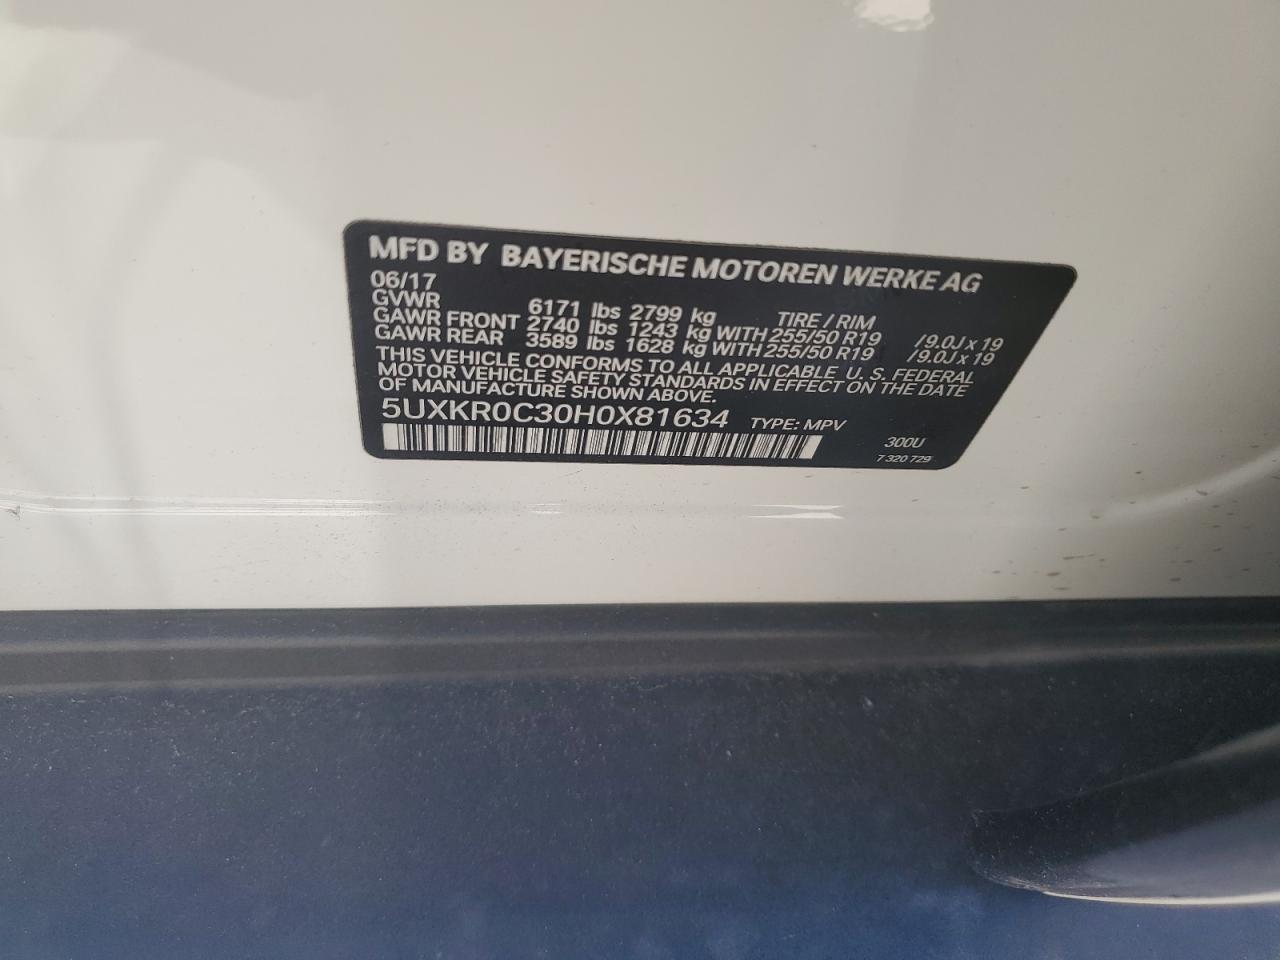 MFD BY BAYERISCHE MOTOREN WERKE AG
06/17
GVWR 6171 lbs 2799 kg TIRE / RIM
GAWR FRONT 2740 lbs 1243 kg WITH 255/50 R19 / 9.0J x 19
GAWR REAR 3589 lbs 1628 kg WITH 255/50 R19 / 9.0J x 19
THIS VEHICLE CONFORMS TO ALL APPLICABLE U. S. FEDERAL
MOTOR VEHICLE SAFETY STANDARDS IN EFFECT ON THE DATE
OF MANUFACTURE SHOWN ABOVE.
5UXKR0C30H0X81634 TYPE: MPV
300U
7 320 729